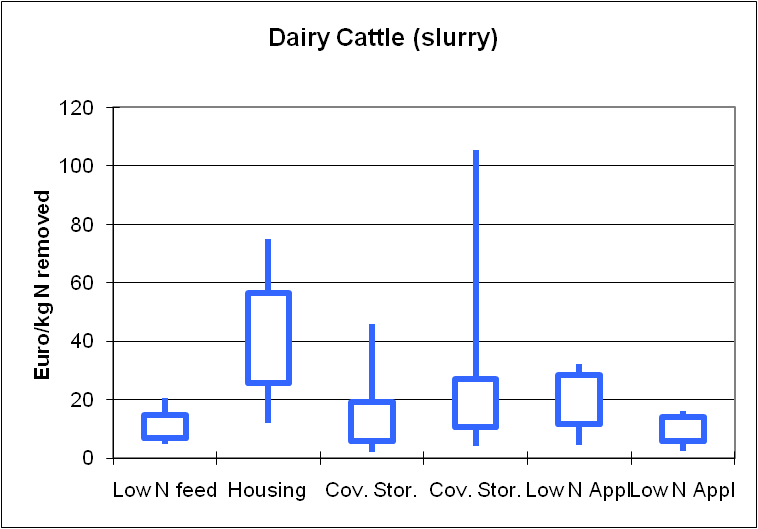 Dairy Cattle (slurry)
Euro/kg N removed
120
100
80
60
40
20
0
Low N feed Housing Cov. Stor. Cov. Stor. Low N Appl Low N Appl